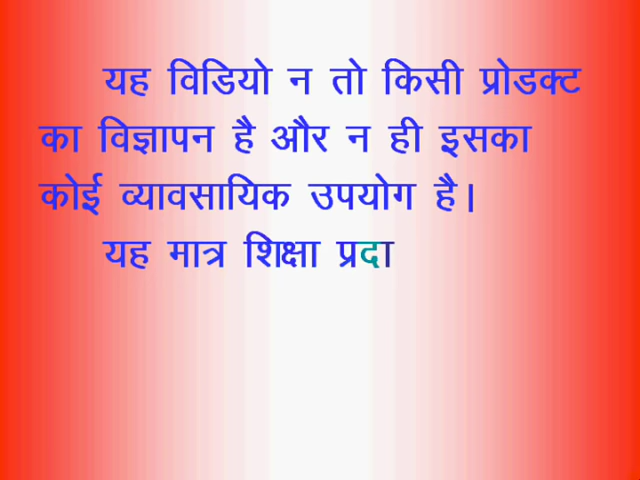 यह विडियो न तो किसी प्रोडक्ट
का विज्ञापन है और न ही इसका
कोई व्यावसायिक उपयोग है।
यह मात्र शिक्षा प्रदा